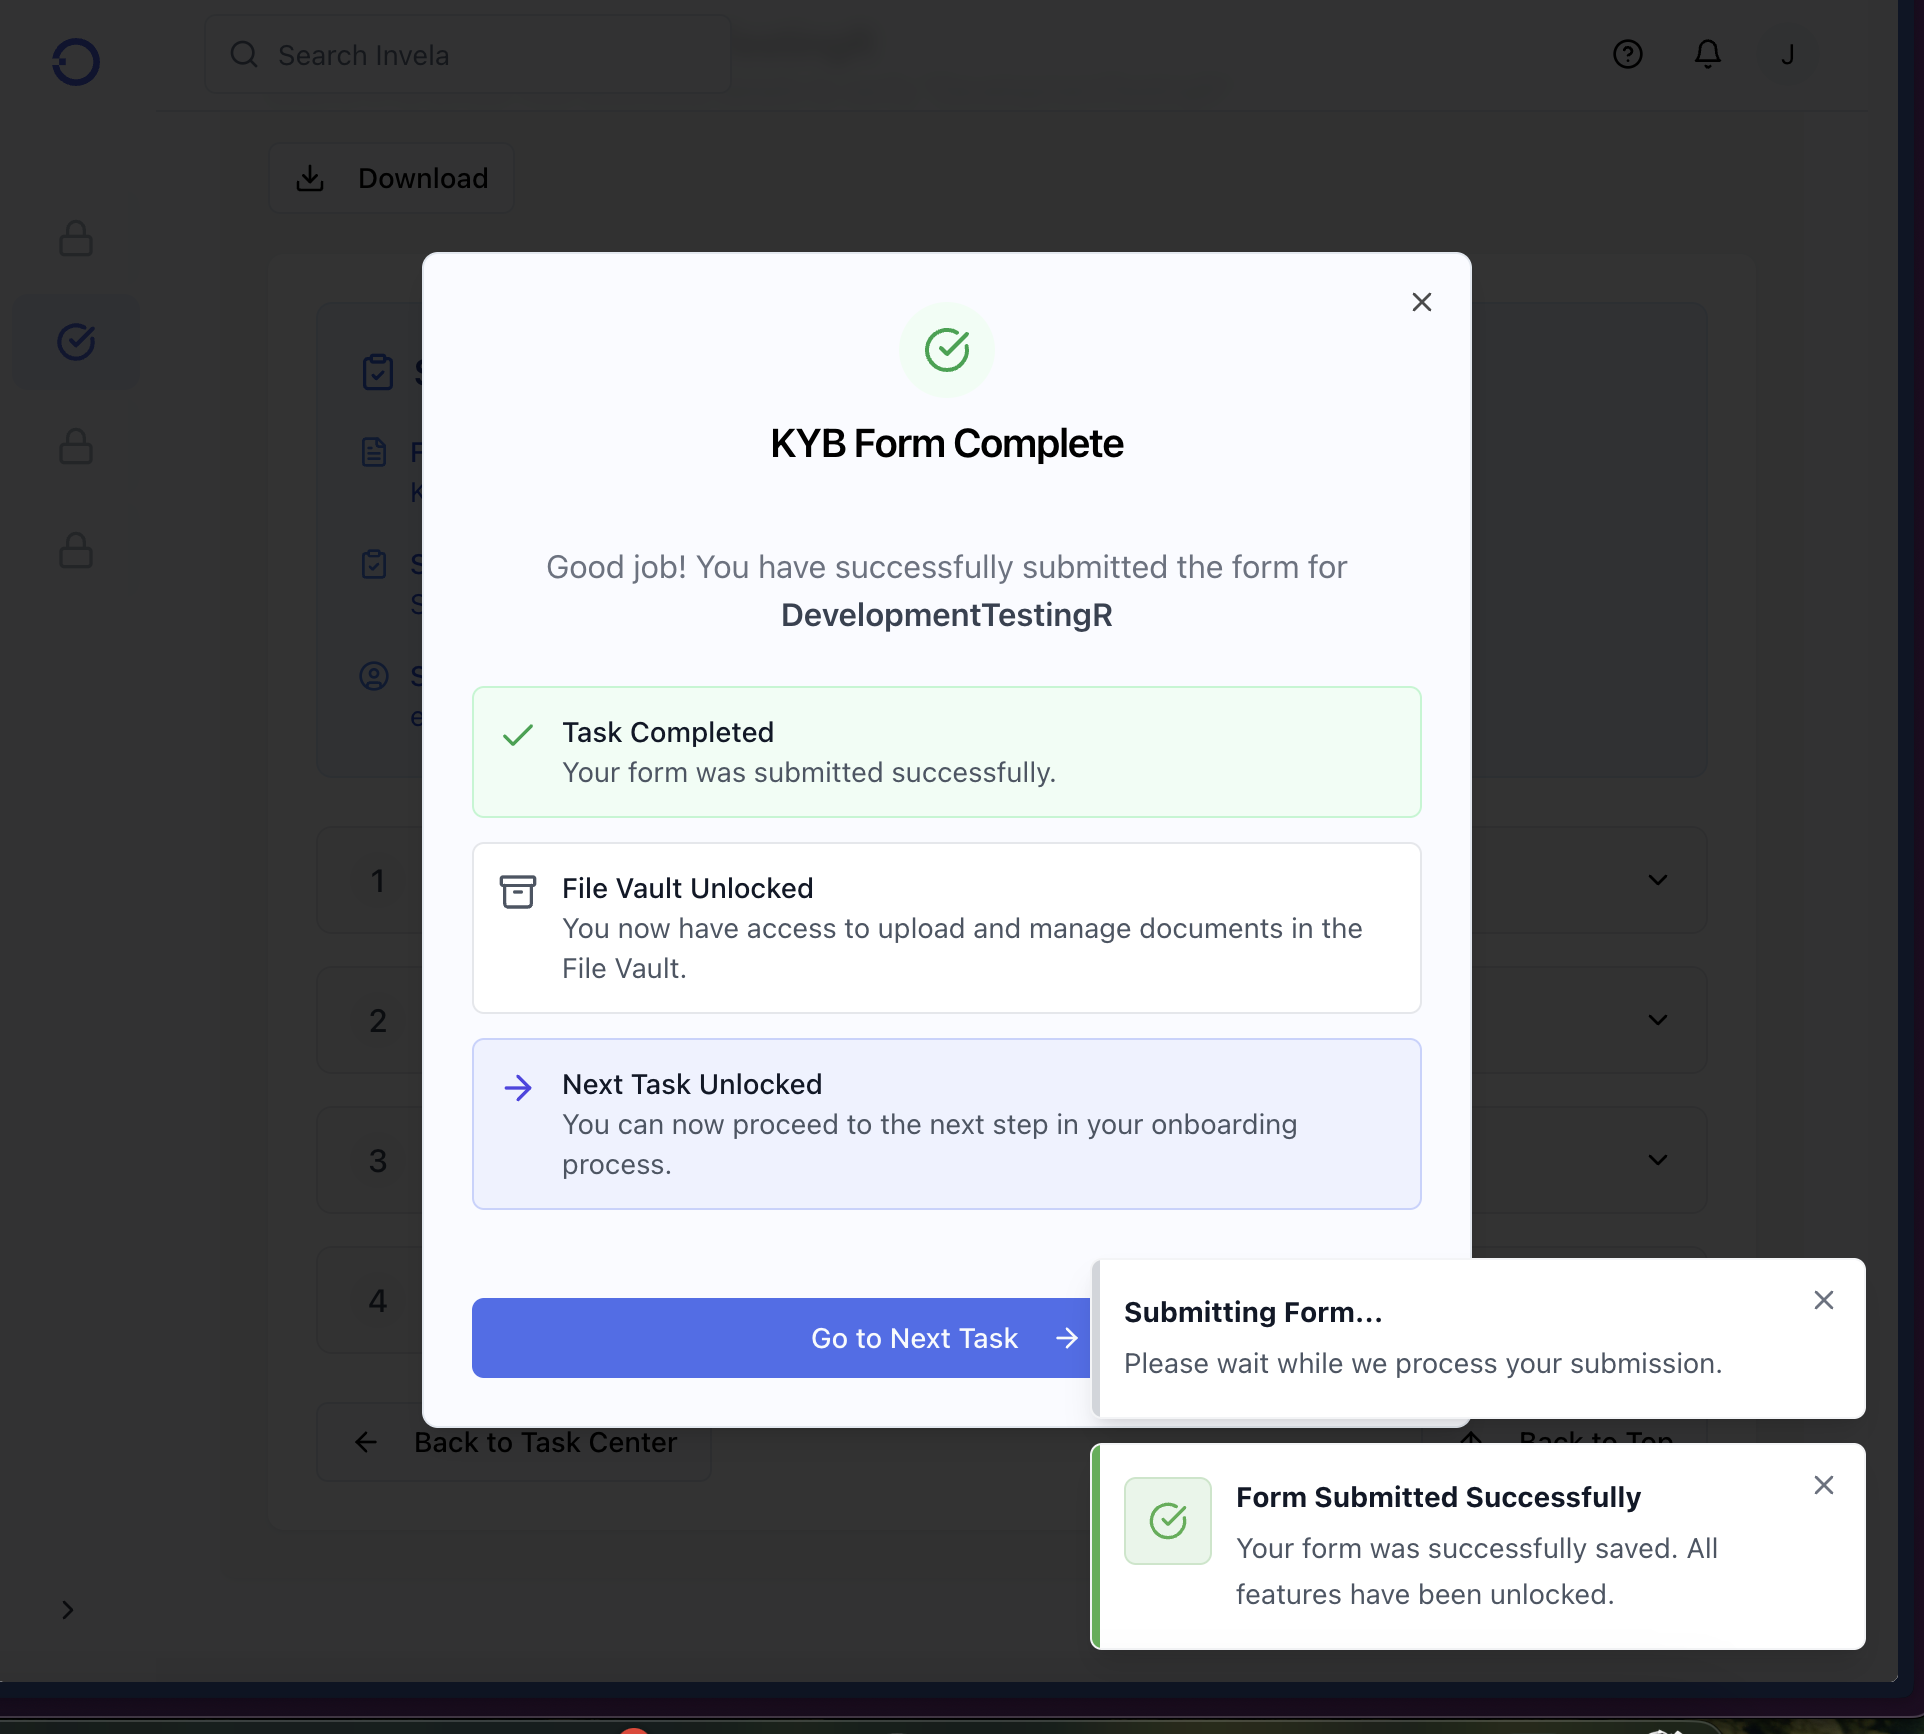 Search Invela
J
Download
KYB Form Complete
Good job! You have successfully submitted the form for
DevelopmentTestingR
Task Completed
Your form was submitted successfully.
File Vault Unlocked
You now have access to upload and manage documents in the
File Vault.
Next Task Unlocked
You can now proceed to the next step in your onboarding
process.
Go to Next Task
1
2
3
4
Back to Task Center
Back to Top
Submitting Form...
Please wait while we process your submission.
Form Submitted Successfully
Your form was successfully saved. All
features have been unlocked.